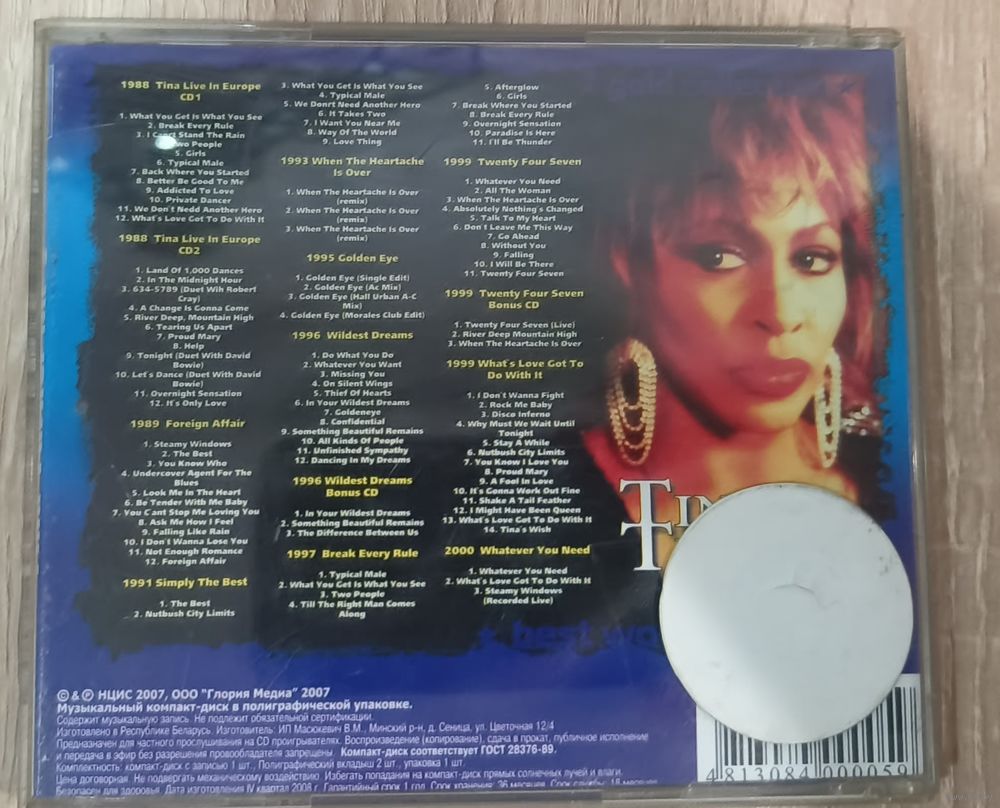 1988 Tina Live In Europe
CD1
1. What You Get Is What You See
2. Break Every Rule
3. I Can't Stand The Rain
Two People
5. Girls
6. Typical Male
7. Back Where You Started
8. Better Be Good To Me
9. Addicted To Love
10. Private Dancer
11. We Don't Nedd Another Hero
12. What's Love Got To Do With It
1988 Tina Live In Europe
CD2
1. Land Of 1,000 Dances
2. In The Midnight Hour
3. 634-5789 (Duet Wih Robert
Cray)
4. A Change Is Gonna Come
5. River Deep, Mountain High
6. Tearing Us Apart
7. Proud Mary
8. Help
9. Tonight (Duet With David
Bowie)
10. Let's Dance (Duet With David
Bowie)
11. Overnight Sensation
12. It's Only Love
1989 Foreign Affair
1. Steamy Windows
2. The Best
3. You Know Who
4. Undercover Agent For The
Blues
5. Look Me In The Heart
6. Be Tender With Me Baby
7. You Cant Stop Me Loving You
8. Ask Me How I Feel
9. Falling Like Rain
10. I Don't Wanna Lose You
11. Not Enough Romance
12. Foreign Affair
1991 Simply The Best
1. The Best
2. Nutbush City Limits
3. What You Get Is What You See
4. Typical Male
5. We Donrt Need Another Hero
6. It Takes Two
7. I Want You Near Me
8. Way Of The World
9. Love Thing
1993 When The Heartache
Is Over
1. When The Heartache Is Over
(remix)
2. When The Heartache Is Over
(remix)
3. When The Heartache Is Over
(remix)
1995 Golden Eye
1. Golden Eye (Single Edit)
2. Golden Eye (Ac Mix)
3. Golden Eye (Hall Urban A-C
Mix)
4. Golden Eye (Morales Club Edit)
1996 Wildest Dreams
1. Do What You Do
2. Whatever You Want
3. Missing You
4. On Silent Wings
5. Thief Of Hearts
6. In Your Wildest Dreams
7. Goldeneye
8. Confidential
9. Something Beautiful Remains
10. All Kinds Of People
11. Unfinished Sympathy
12. Dancing In My Dreams
1996 Wildest Dreams
Bonus CD
1. In Your Wildest Dreams
2. Something Beautiful Remains
3. The Difference Between Us
1997 Break Every Rule
1. Typical Male
2. What You Get Is What You See
3. Two People
4. Till The Right Man Comes
Along
5. Afterglow
6. Girls
7. Break Where You Started
8. Break Every Rule
9. Overnight Sensation
10. Paradise Is Here
11. I'll Be Thunder
1999 Twenty Four Seven
1. Whatever You Need
2. All The Woman
3. When The Heartache Is Over
4. Absolutely Nothing's Changed
5. Talk To My Heart
6. Don't Leave Me This Way
7. Go Ahead
8. Without You
9. Falling
10. I Will Be There
11. Twenty Four Seven
1999 Twenty Four Seven
Bonus CD
1. Twenty Four Seven (Live)
2. River Deep Mountain High
3. When The Heartache Is Over
1999 What's Love Got To
Do With It
1. I Don't Wanna Fight
2. Rock Me Baby
3. Disco Inferno
4. Why Must We Wait Until
Tonight
5. Stay A While
6. Nutbush City Limits
7. You Know I Love You
8. Proud Mary
9. A Fool In Love
10. It's Gonna Work Out Fine
11. Shake A Tail Feather
12. I Might Have Been Queen
13. What's Love Got To Do With It
14. Tina's Wish
2000 Whatever You Need
1. Whatever You Need
2. What's Love Got To Do With It
3. Steamy Windows
(Recorded Live)
Tin
T
best
© & ℗ НЦИС 2007, ООО "Глория Медиа" 2007
Музыкальный компакт-диск в полиграфической упаковке.
Содержит музыкальную запись. Не подлежит обязательной сертификации.
Изготовлено в Республике Беларусь. Изготовитель: ИП Масюкевич В.М., Минский р-н, д. Сеница, ул. Цветочная 12/4
Предназначен для частного прослушивания на CD проигрывателях. Воспроизведение (копирование), сдача в прокат, публичное исполнение
и передача в эфир без разрешения провообладателя запрещены. Компакт-диск соответствует ГОСТ 28376-89.
Комплектность: компакт-диск с записью 1 шт., Полиграфический вкладыш 2 шт., упаковка 1 шт.
Цена договорная. Не подвергать механическому воздействию. Избегать попадания на компакт-диск прямых солнечных лучей и влаги.
Безопасен для здоровья. Дата изготовления IV квартал 2008 г. Гарантийный срок 1 год. Срок хранения: 36 месяцев. Срок службы: 18 месяцев
4 813084 000059